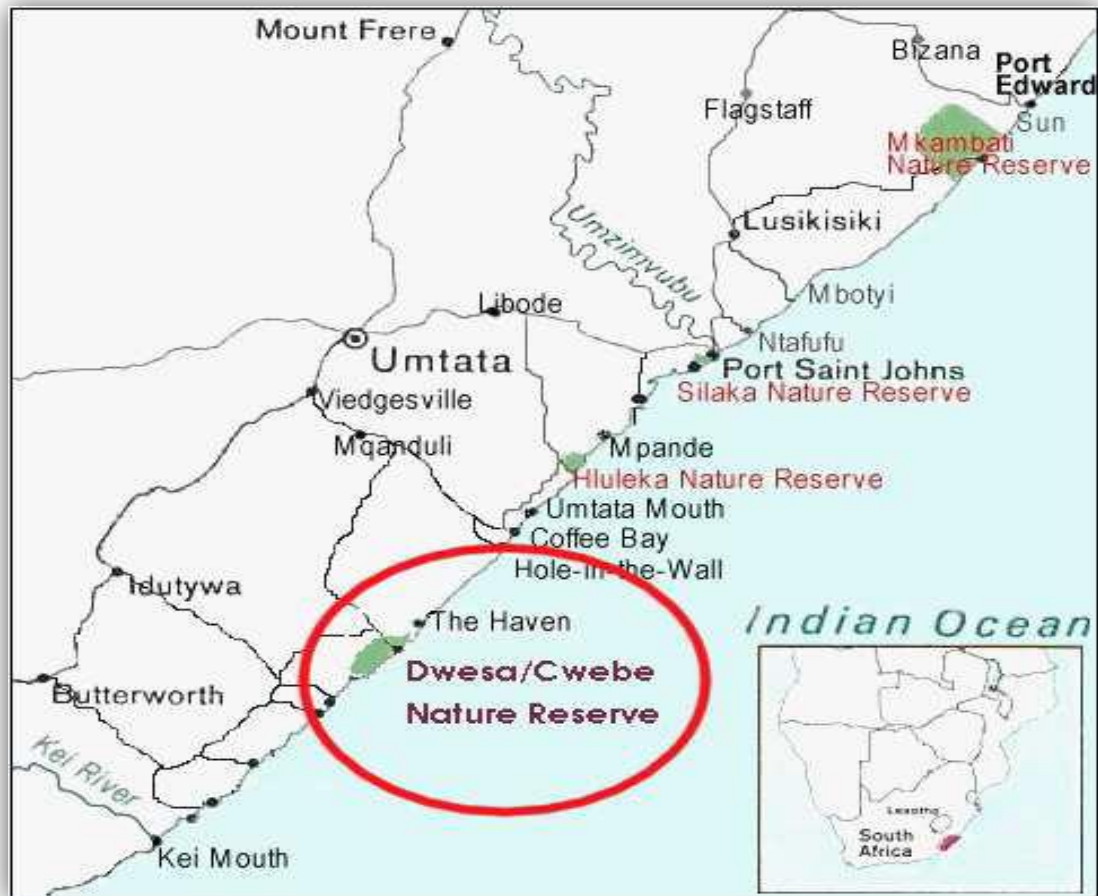 Mount Frere
Bizana
Port
Edward
Flagstaff
Sun
Mkambati
Nature Reserve
Lusikisiki
Umzimvubu
Mbotyi
Libode
Ntafufu
Umtata
Port Saint Johns
Silaka Nature Reserve
Viedgesville
Mqanduli
Mpande
Hluleka Nature Reserve
Umtata Mouth
Coffee Bay
Hole-in-the-Wall
Idutywa
The Haven
Indian Ocean
Dwesa/Cwebe
Nature Reserve
Butterworth
Kei River
Kei Mouth
Lesotho
South
Africa